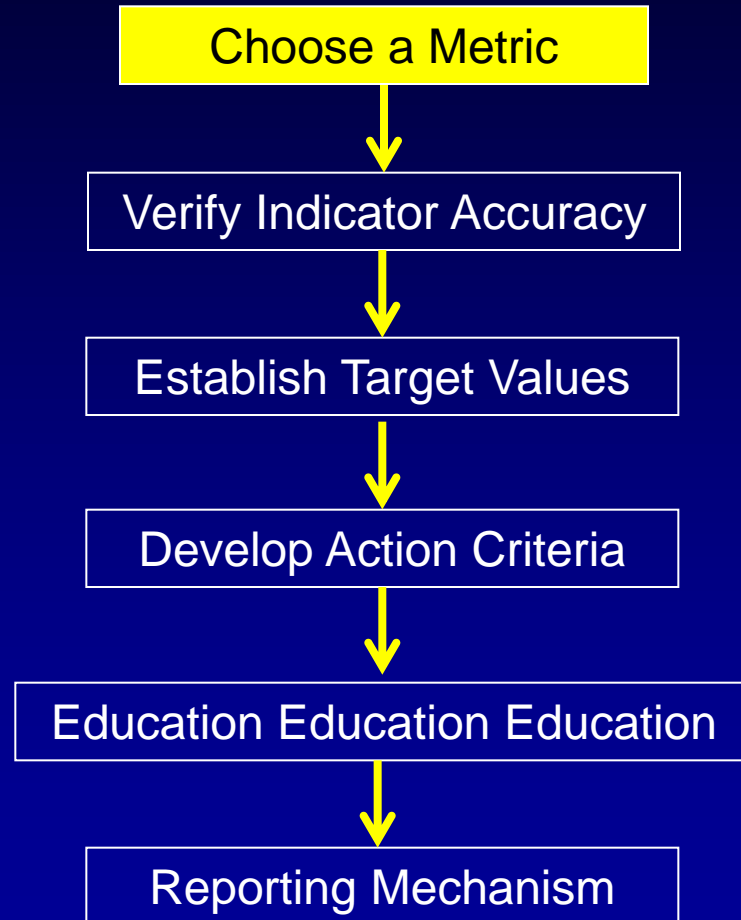 Choose a Metric
Verify Indicator Accuracy
Establish Target Values
Develop Action Criteria
Education Education Education
Reporting Mechanism